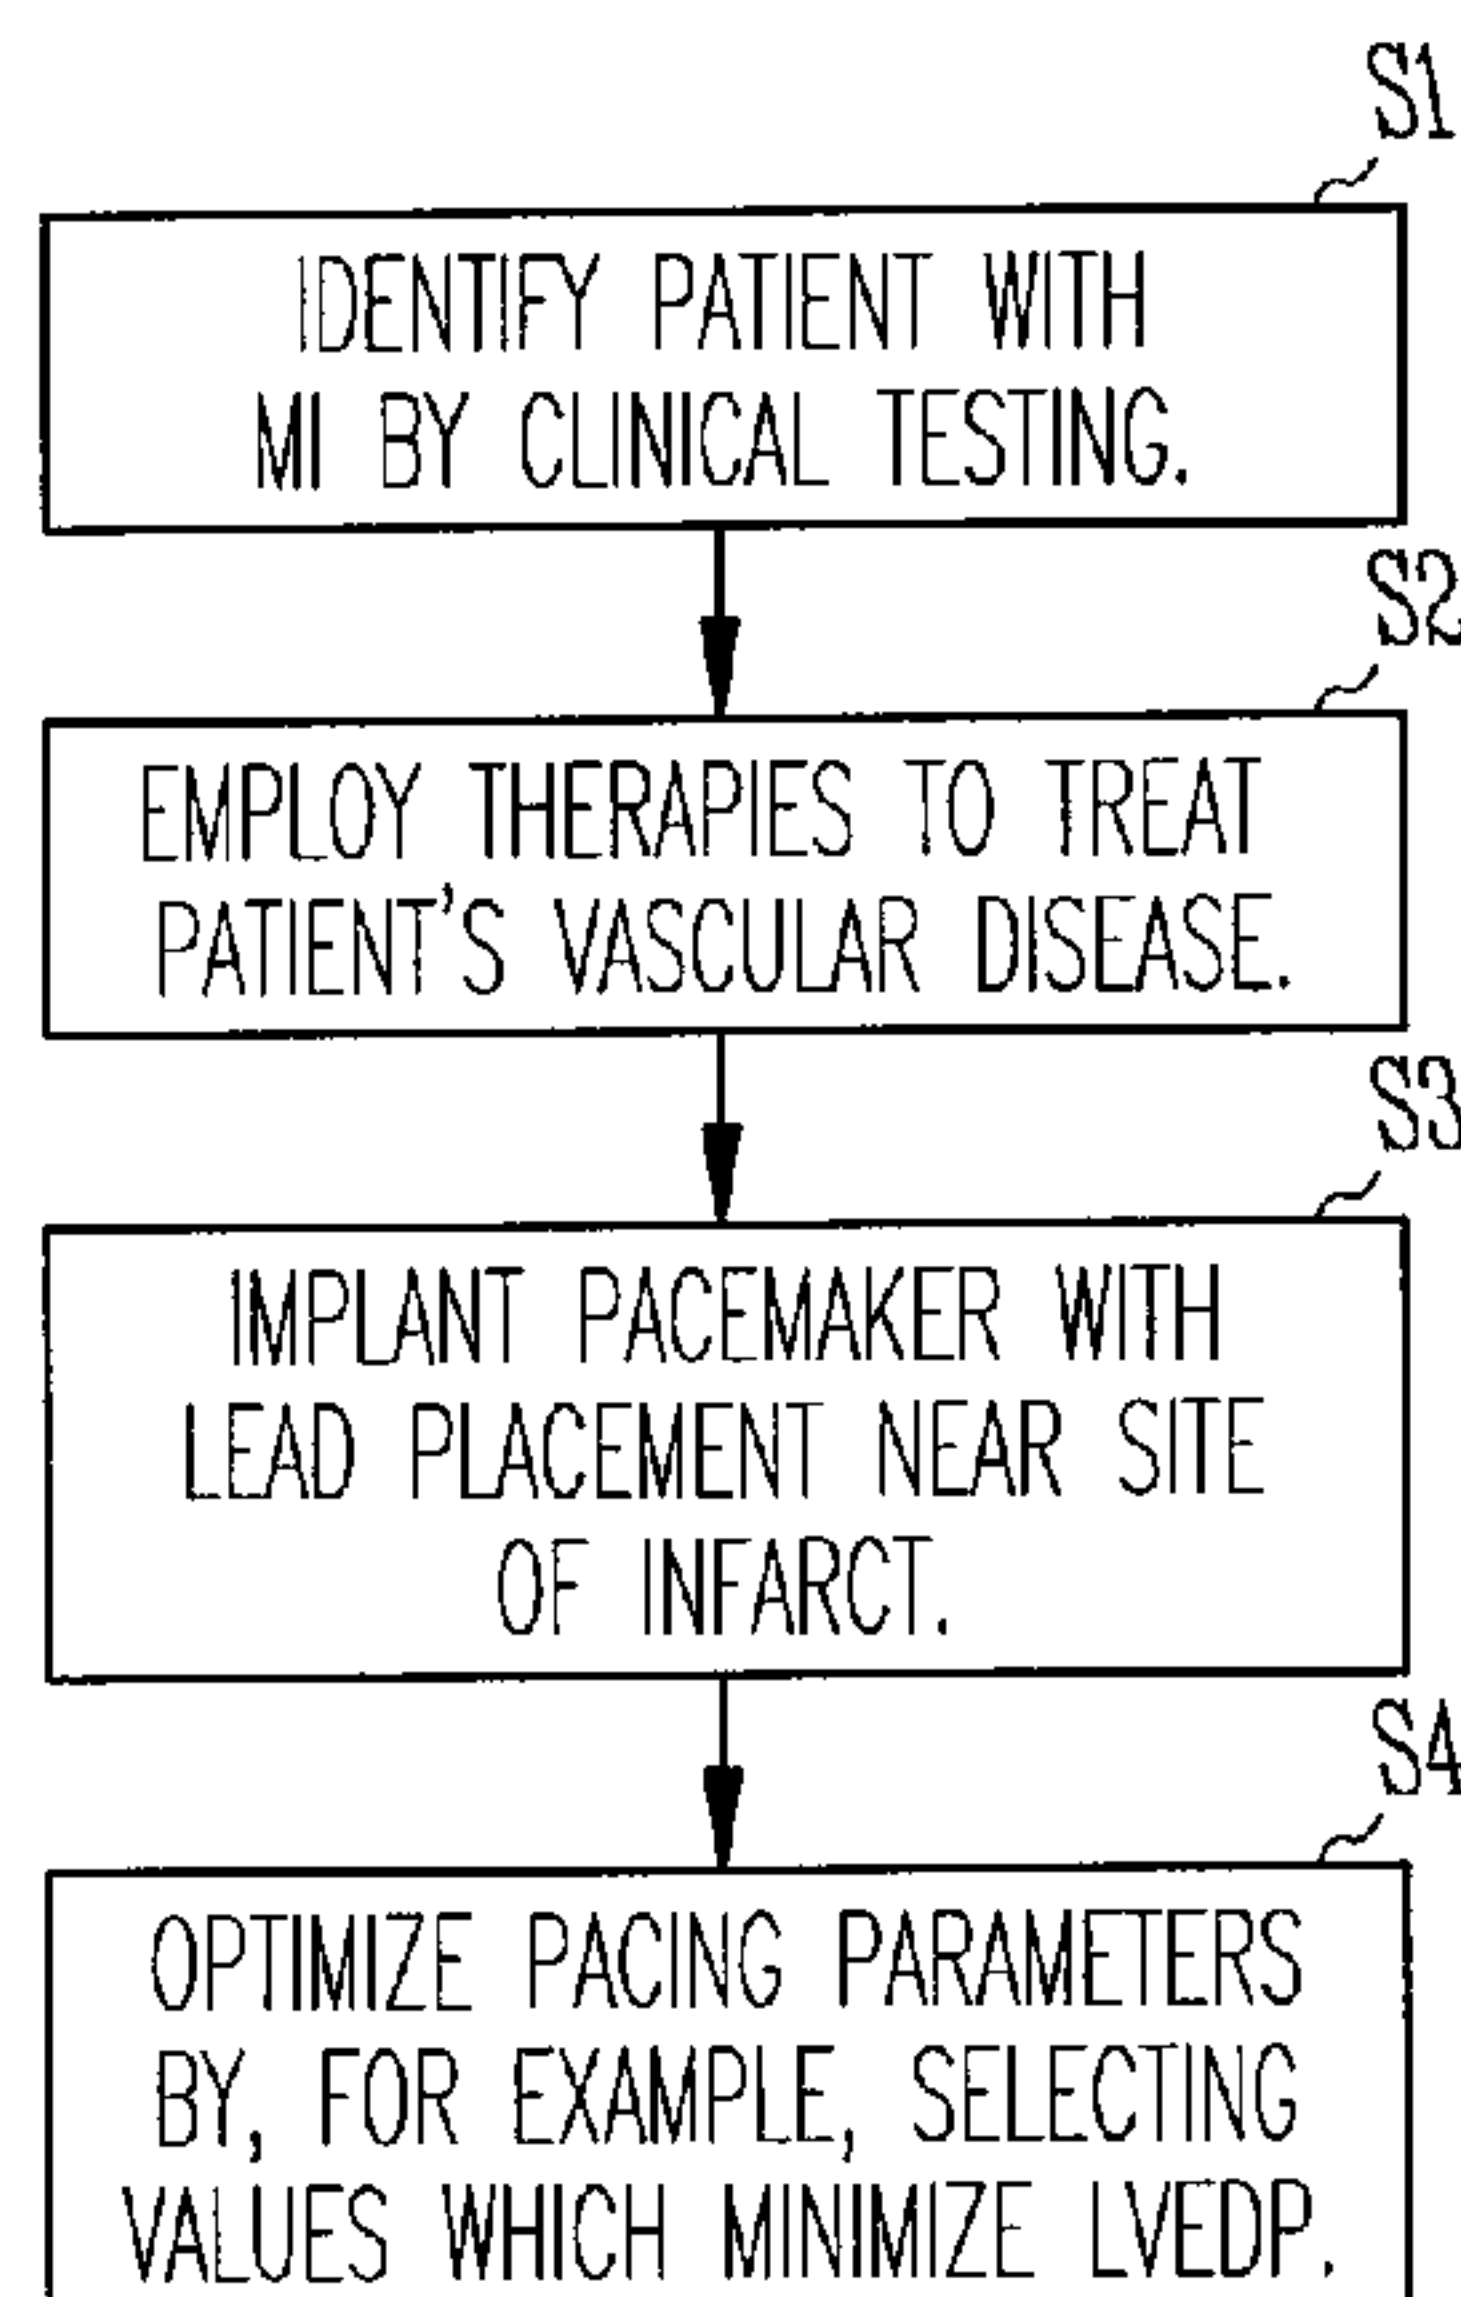 S1
IDENTIFY PATIENT WITH
MI BY CLINICAL TESTING.
S2
EMPLOY THERAPIES TO TREAT
PATIENT'S VASCULAR DISEASE.
S3
IMPLANT PACEMAKER WITH
LEAD PLACEMENT NEAR SITE
OF INFARCT.
S4
OPTIMIZE PACING PARAMETERS
BY, FOR EXAMPLE, SELECTING
VALUES WHICH MINIMIZE LVEDP.